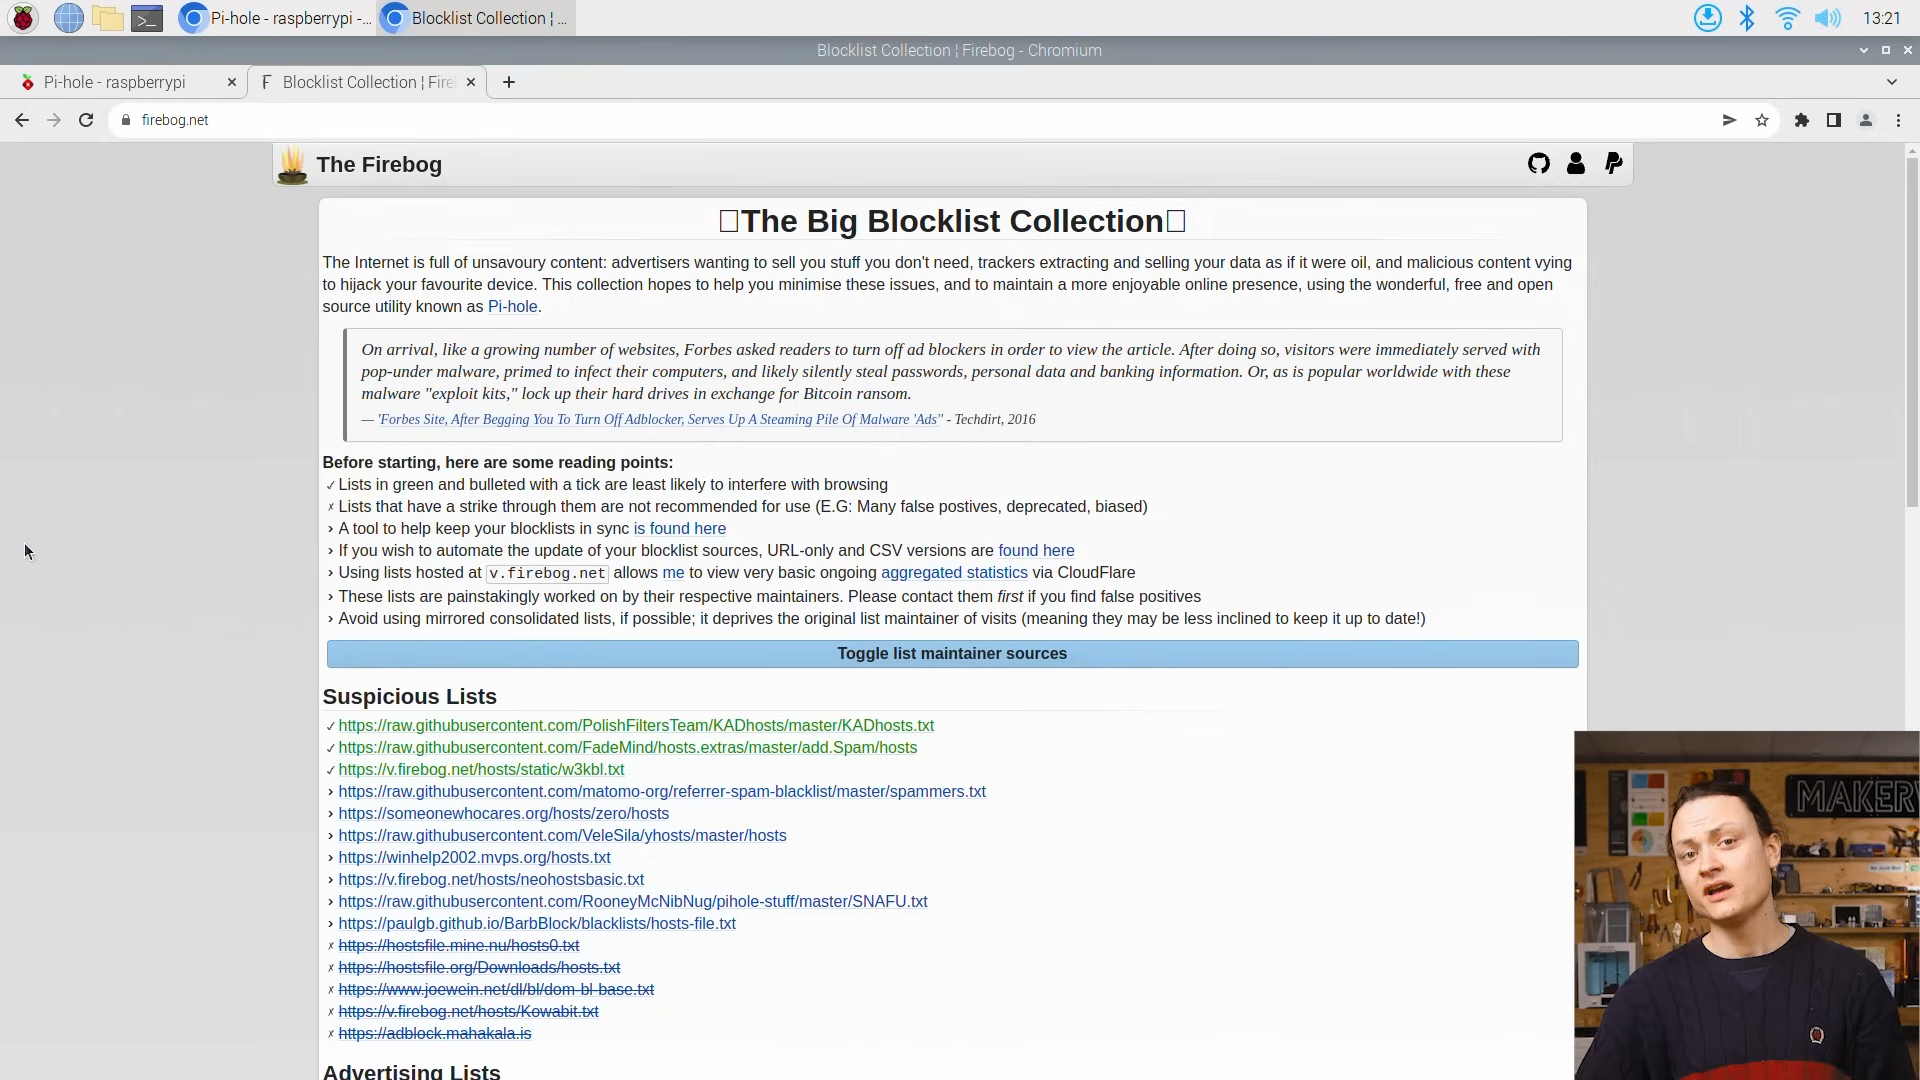 Pi-hole - raspberrypi -...
Blocklist Collection ¦ ...
13:21
Blocklist Collection ¦ Firebog - Chromium
Pi-hole - raspberrypi
Blocklist Collection ¦ Fire
firebog.net
The Firebog
The Big Blocklist Collection
The Internet is full of unsavoury content: advertisers wanting to sell you stuff you don't need, trackers extracting and selling your data as if it were oil, and malicious content vying
to hijack your favourite device. This collection hopes to help you minimise these issues, and to maintain a more enjoyable online presence, using the wonderful, free and open
source utility known as Pi-hole.
On arrival, like a growing number of websites, Forbes asked readers to turn off ad blockers in order to view the article. After doing so, visitors were immediately served with
pop-under malware, primed to infect their computers, and likely silently steal passwords, personal data and banking information. Or, as is popular worldwide with these
malware "exploit kits," lock up their hard drives in exchange for Bitcoin ransom.
— 'Forbes Site, After Begging You To Turn Off Adblocker, Serves Up A Steaming Pile Of Malware 'Ads'' - Techdirt, 2016
Before starting, here are some reading points:
✓ Lists in green and bulleted with a tick are least likely to interfere with browsing
✗ Lists that have a strike through them are not recommended for use (E.G: Many false postives, deprecated, biased)
› A tool to help keep your blocklists in sync is found here
› If you wish to automate the update of your blocklist sources, URL-only and CSV versions are found here
› Using lists hosted at v.firebog.net allows me to view very basic ongoing aggregated statistics via CloudFlare
› These lists are painstakingly worked on by their respective maintainers. Please contact them first if you find false positives
› Avoid using mirrored consolidated lists, if possible; it deprives the original list maintainer of visits (meaning they may be less inclined to keep it up to date!)
Toggle list maintainer sources
Suspicious Lists
✓ https://raw.githubusercontent.com/PolishFiltersTeam/KADhosts/master/KADhosts.txt
✓ https://raw.githubusercontent.com/FadeMind/hosts.extras/master/add.Spam/hosts
✓ https://v.firebog.net/hosts/static/w3kbl.txt
› https://raw.githubusercontent.com/matomo-org/referrer-spam-blacklist/master/spammers.txt
› https://someonewhocares.org/hosts/zero/hosts
› https://raw.githubusercontent.com/VeleSila/yhosts/master/hosts
› https://winhelp2002.mvps.org/hosts.txt
› https://v.firebog.net/hosts/neohostsbasic.txt
› https://raw.githubusercontent.com/RooneyMcNibNug/pihole-stuff/master/SNAFU.txt
› https://paulgb.github.io/BarbBlock/blacklists/hosts-file.txt
✗ https://hostsfile.mine.nu/hosts0.txt
✗ https://hostsfile.org/Downloads/hosts.txt
✗ https://www.joewein.net/dl/bl/dom-bl-base.txt
✗ https://v.firebog.net/hosts/Kowabit.txt
✗ https://adblock.mahakala.is
Advertising Lists
MAKER